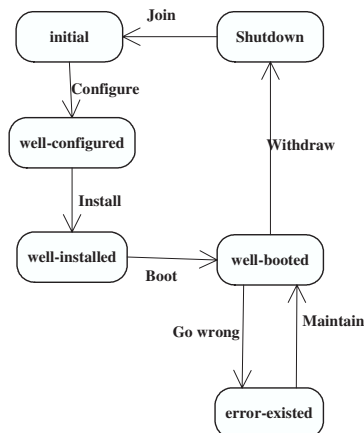 Join
initial
Shutdown
Configure
well-configured
Withdraw
Install
well-installed
well-booted
Boot
Go wrong
Maintain
error-existed